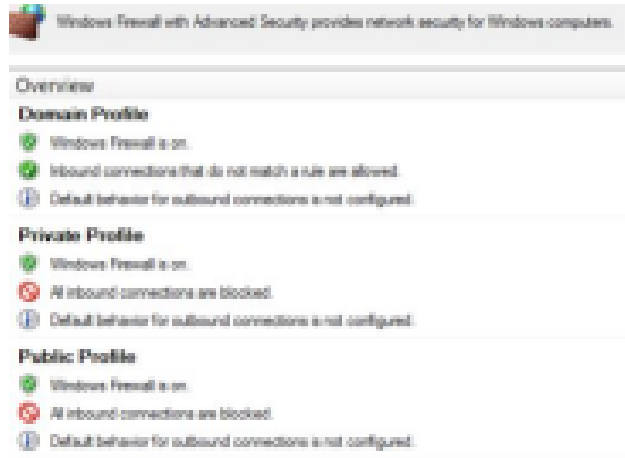 Windows Firewall with Advanced Security provides network security for Windows computers.
Overview
Domain Profile
Windows Firewall is on.
Inbound connections that do not match a rule are allowed.
Default behavior for outbound connections is not configured.
Private Profile
Windows Firewall is on.
All inbound connections are blocked.
Default behavior for outbound connections is not configured.
Public Profile
Windows Firewall is on.
All inbound connections are blocked.
Default behavior for outbound connections is not configured.